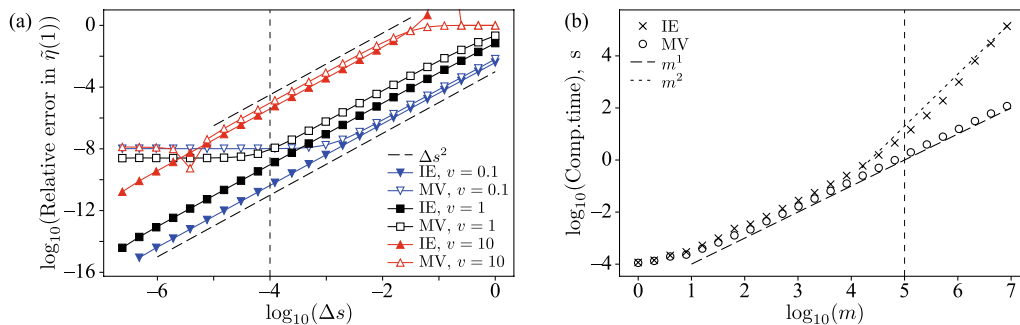 (a)
log₁₀(Relative error in η̃(1))
0
−4
−8
−12
−16
−6
−4
−2
0
log₁₀(Δs)
Δs²
IE, v = 0.1
MV, v = 0.1
IE, v = 1
MV, v = 1
IE, v = 10
MV, v = 10
(b)
log₁₀(Comp.time), s
4
2
0
−2
−4
0
1
2
3
4
5
6
7
log₁₀(m)
IE
MV
m¹
m²